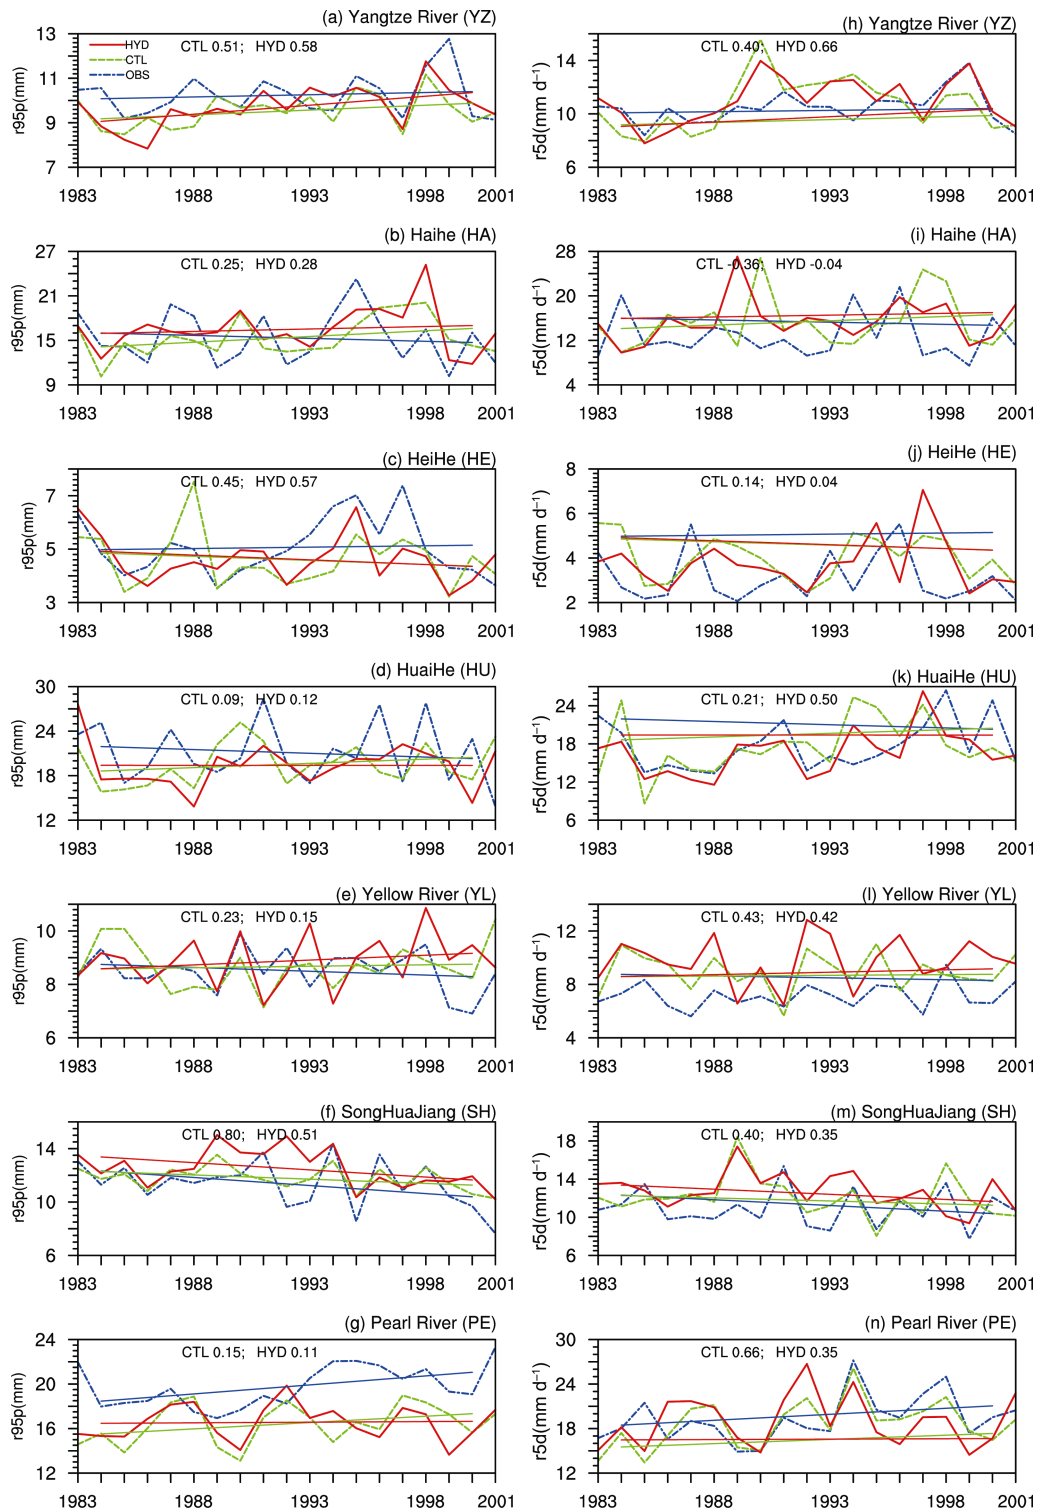 (a) Yangtze River (YZ)
r95p(mm)
13
11
9
7
HYD
CTL
OBS
CTL 0.51; HYD 0.58
1983 1988 1993 1998 2001
(h) Yangtze River (YZ)
r5d(mm d⁻¹)
14
10
6
CTL 0.40; HYD 0.66
1983 1988 1993 1998 2001
(b) Haihe (HA)
r95p(mm)
27
21
15
9
CTL 0.25; HYD 0.28
1983 1988 1993 1998 2001
(i) Haihe (HA)
r5d(mm d⁻¹)
28
20
12
4
CTL -0.36; HYD -0.04
1983 1988 1993 1998 2001
(c) HeiHe (HE)
r95p(mm)
7
5
3
CTL 0.45; HYD 0.57
1983 1988 1993 1998 2001
(j) HeiHe (HE)
r5d(mm d⁻¹)
8
6
4
2
CTL 0.14; HYD 0.04
1983 1988 1993 1998 2001
(d) HuaiHe (HU)
r95p(mm)
30
24
18
12
CTL 0.09; HYD 0.12
1983 1988 1993 1998 2001
(k) HuaiHe (HU)
r5d(mm d⁻¹)
24
18
12
6
CTL 0.21; HYD 0.50
1983 1988 1993 1998 2001
(e) Yellow River (YL)
r95p(mm)
10
8
6
CTL 0.23; HYD 0.15
1983 1988 1993 1998 2001
(l) Yellow River (YL)
r5d(mm d⁻¹)
12
8
4
CTL 0.43; HYD 0.42
1983 1988 1993 1998 2001
(f) SongHuaJiang (SH)
r95p(mm)
14
10
6
CTL 0.80; HYD 0.51
1983 1988 1993 1998 2001
(m) SongHuaJiang (SH)
r5d(mm d⁻¹)
18
14
10
6
CTL 0.40; HYD 0.35
1983 1988 1993 1998 2001
(g) Pearl River (PE)
r95p(mm)
24
20
16
12
CTL 0.15; HYD 0.11
1983 1988 1993 1998 2001
(n) Pearl River (PE)
r5d(mm d⁻¹)
30
24
18
12
CTL 0.66; HYD 0.35
1983 1988 1993 1998 2001